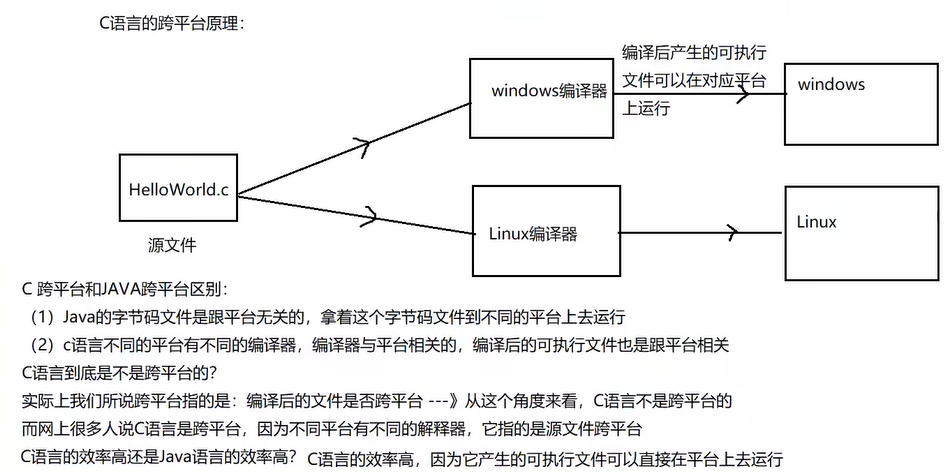 C语言的跨平台原理：
编译后产生的可执行
文件可以在对应平台
上运行
windows编译器
windows
HelloWorld.c
源文件
Linux编译器
Linux
C 跨平台和JAVA跨平台区别：
（1）Java的字节码文件是跟平台无关的，拿着这个字节码文件到不同的平台上去运行
（2）c语言不同的平台有不同的编译器，编译器与平台相关的，编译后的可执行文件也是跟平台相关
C语言到底是不是跨平台的？
实际上我们所说跨平台指的是：编译后的文件是否跨平台 ---》从这个角度来看，C语言不是跨平台的
而网上很多人说C语言是跨平台，因为不同平台有不同的解释器，它指的是源文件跨平台
C语言的效率高还是Java语言的效率高？ C语言的效率高，因为它产生的可执行文件可以直接在平台上去运行